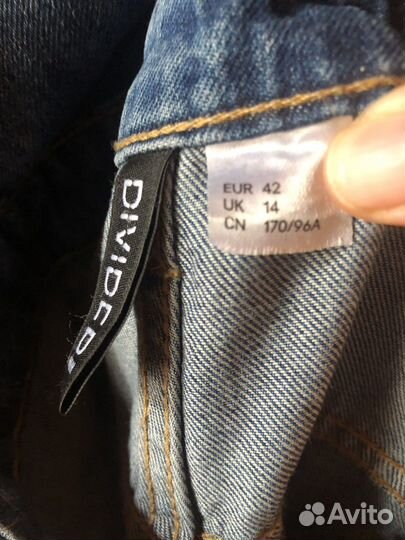 DIVIDED
EUR 42
UK 14
CN 170/96A
Avito